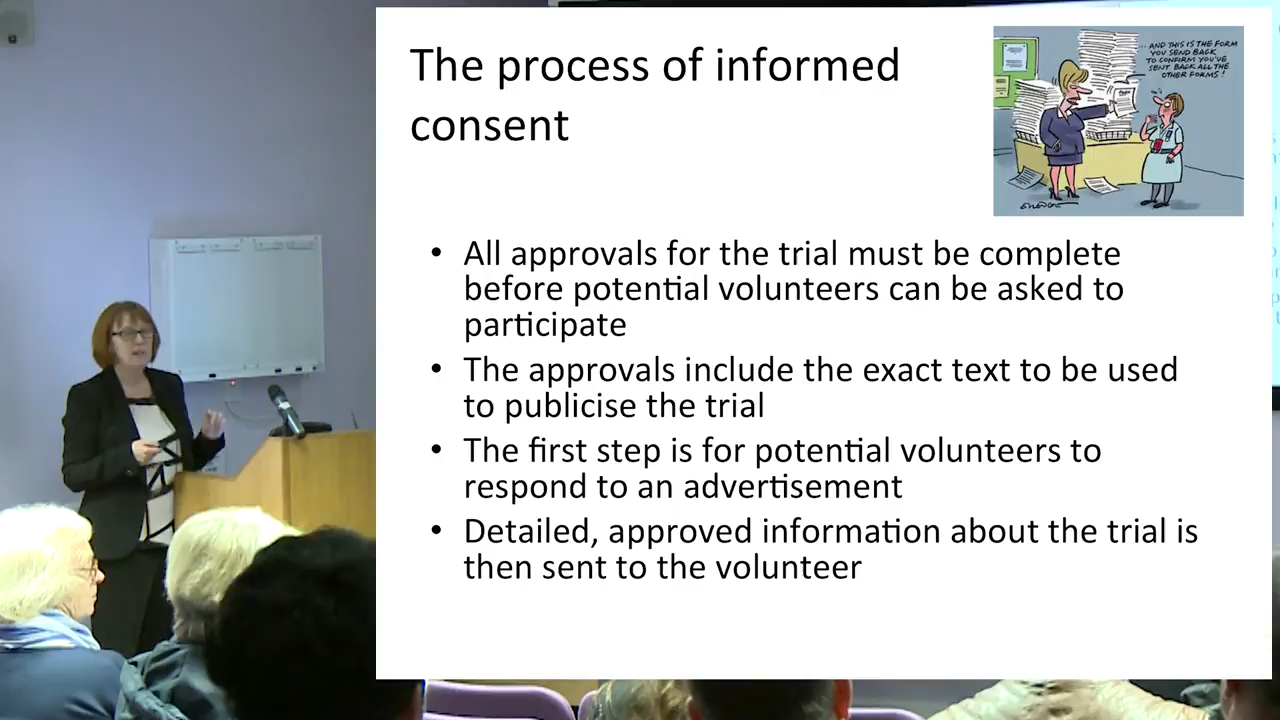 The process of informed
consent
... AND THIS IS THE FORM
YOU SEND BACK
TO CONFIRM YOU'VE
SENT BACK ALL THE
OTHER FORMS!
• All approvals for the trial must be complete
before potential volunteers can be asked to
participate
• The approvals include the exact text to be used
to publicise the trial
• The first step is for potential volunteers to
respond to an advertisement
• Detailed, approved information about the trial is
then sent to the volunteer